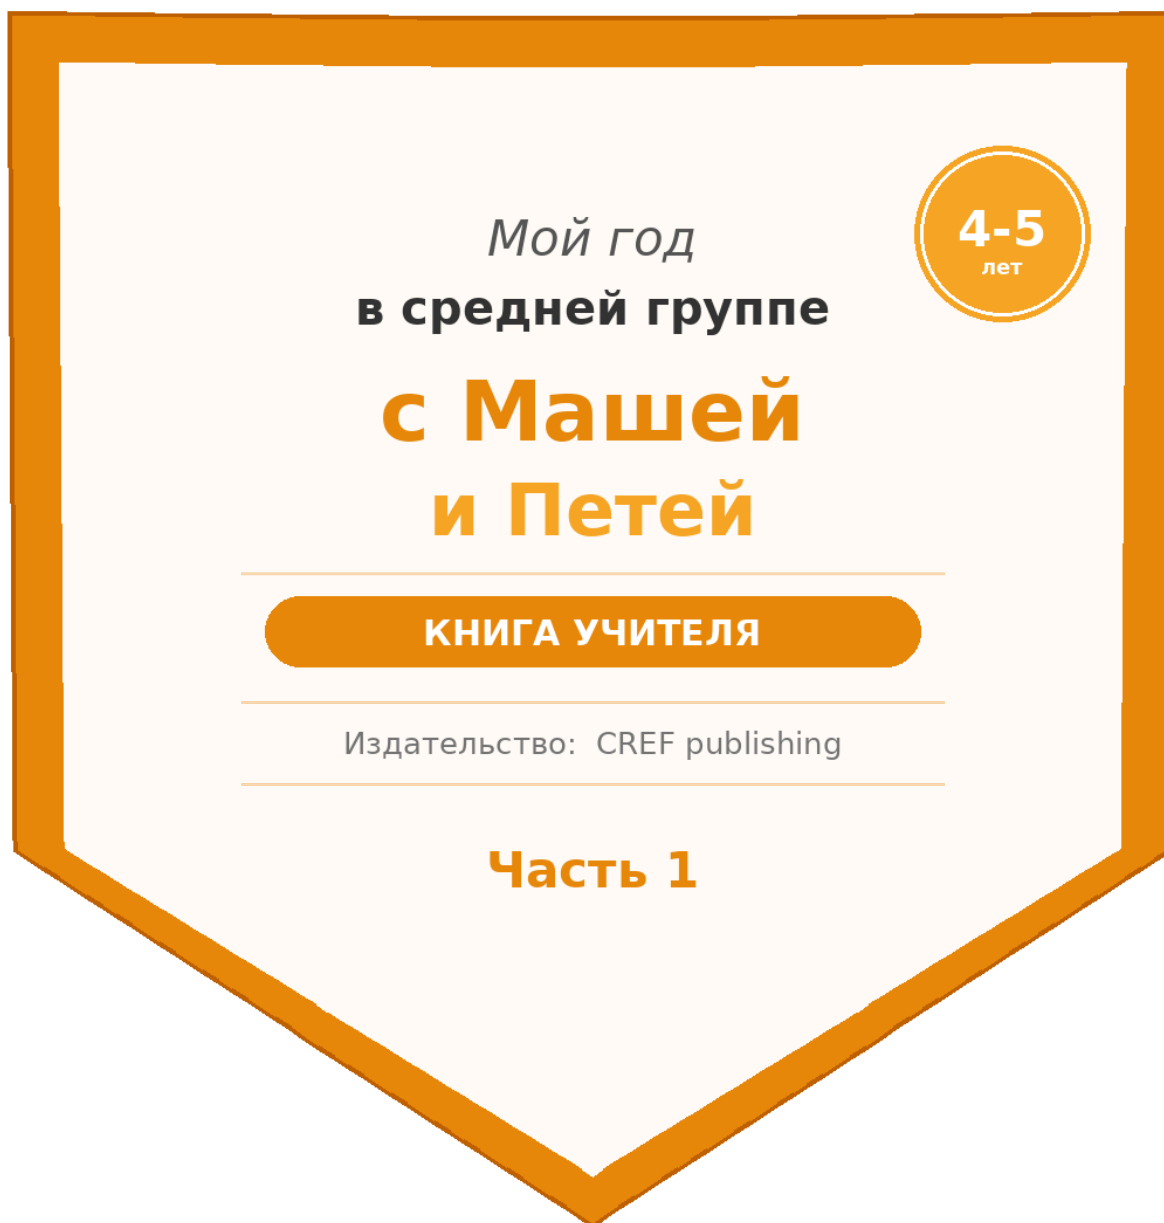 Мой год
в средней группе
с Машей
и Петей
4-5
лет
КНИГА УЧИТЕЛЯ
Издательство: CREF publishing
Часть 1